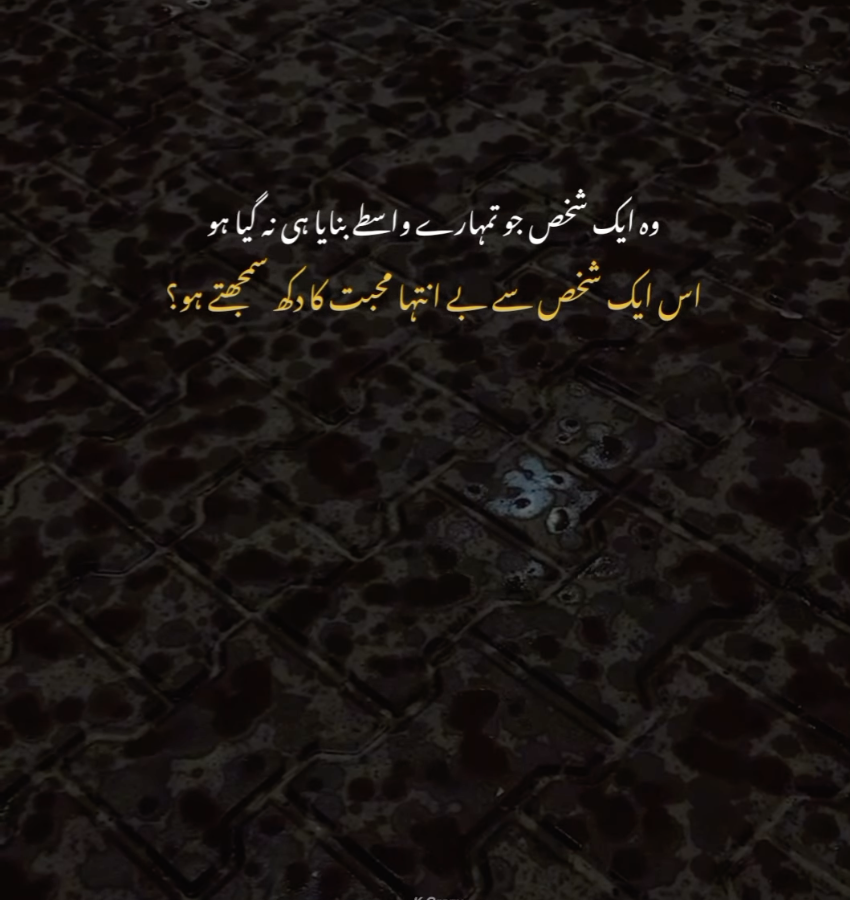 وہ ایک شخص جو تمہارے واسطے بنایا ہی نہ گیا ہو
اس ایک شخص سے بے انتہا محبت کا دکھ سمجھتے ہو؟